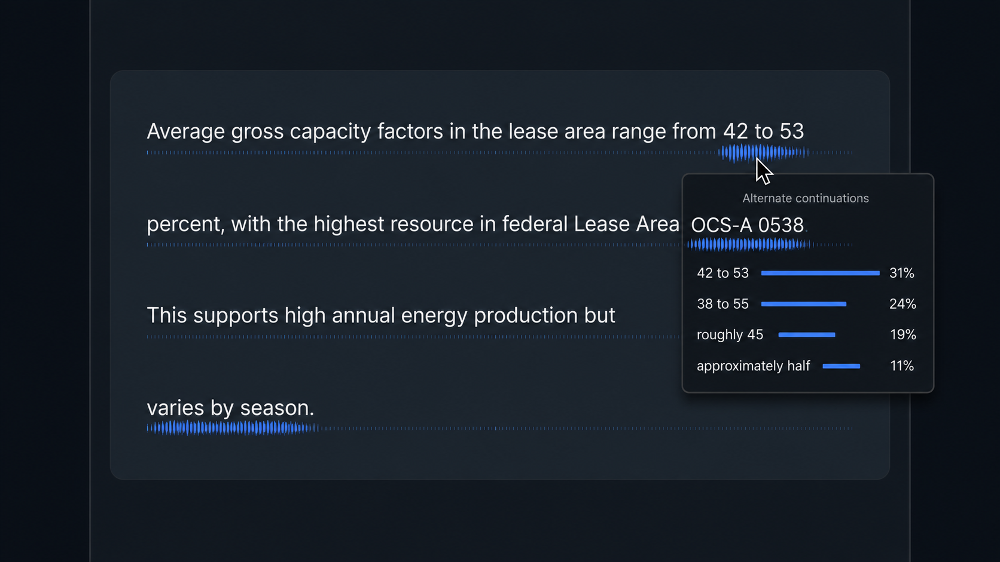 Average gross capacity factors in the lease area range from 42 to 53
Alternate continuations
percent, with the highest resource in federal Lease Area OCS-A 0538.
42 to 53 31%
38 to 55 24%
This supports high annual energy production but
roughly 45 19%
approximately half 11%
varies by season.